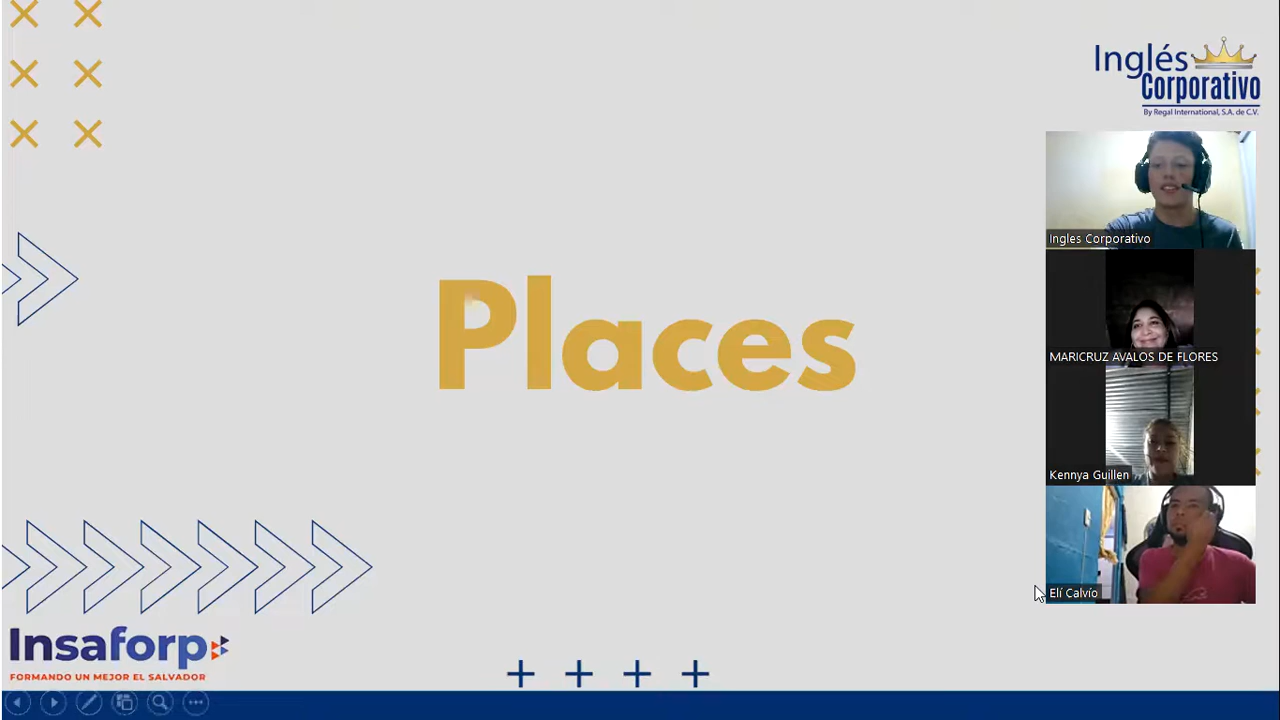 Inglés
Corporativo
By Regal International, S.A. de C.V.
Places
Ingles Corporativo
MARICRUZ AVALOS DE FLORES
Kennya Guillen
Elí Calvío
Insaforp
FORMANDO UN MEJOR EL SALVADOR